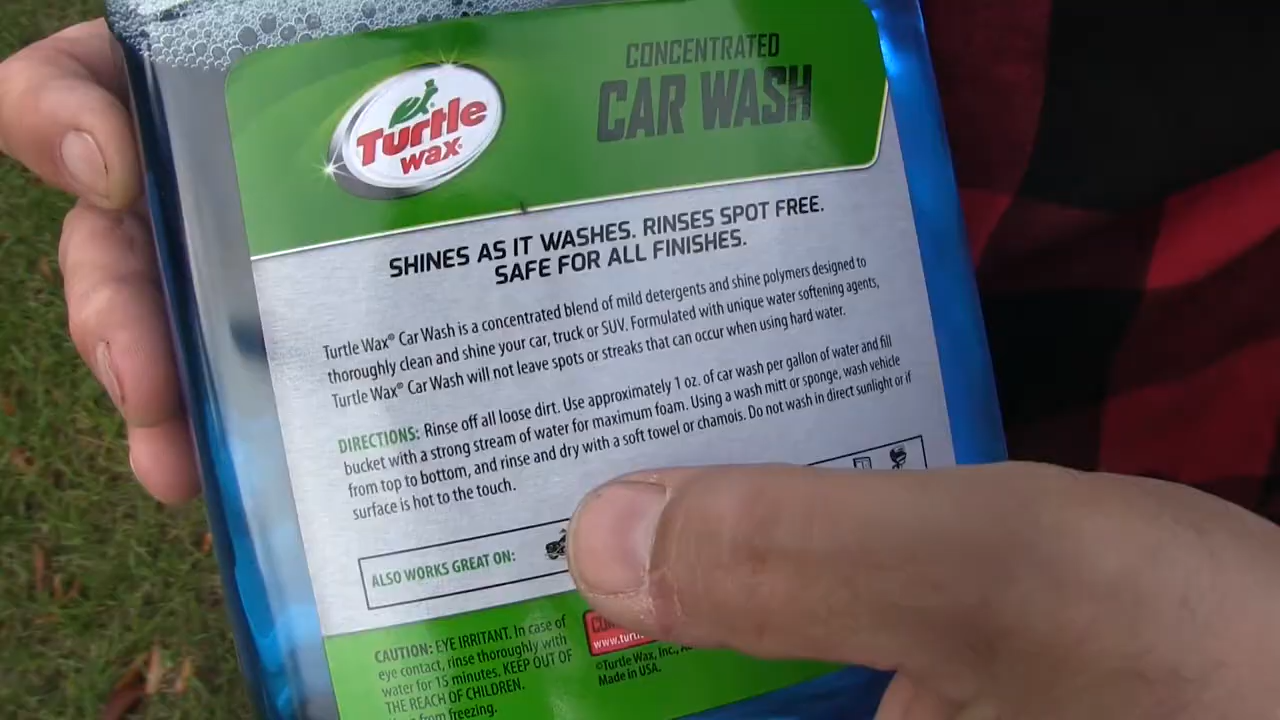 Turtle
wax®
CONCENTRATED
CAR WASH
SHINES AS IT WASHES. RINSES SPOT FREE.
SAFE FOR ALL FINISHES.
Turtle Wax® Car Wash is a concentrated blend of mild detergents and shine polymers designed to
thoroughly clean and shine your car, truck or SUV. Formulated with unique water softening agents,
Turtle Wax® Car Wash will not leave spots or streaks that can occur when using hard water.
DIRECTIONS: Rinse off all loose dirt. Use approximately 1 oz. of car wash per gallon of water and fill
bucket with a strong stream of water for maximum foam. Using a wash mitt or sponge, wash vehicle
from top to bottom, and rinse and dry with a soft towel or chamois. Do not wash in direct sunlight or if
surface is hot to the touch.
ALSO WORKS GREAT ON:
CAUTION: EYE IRRITANT. In case of
eye contact, rinse thoroughly with
water for 15 minutes. KEEP OUT OF
THE REACH OF CHILDREN.
from freezing.
www.turt
©Turtle Wax, Inc.,
Made in USA.